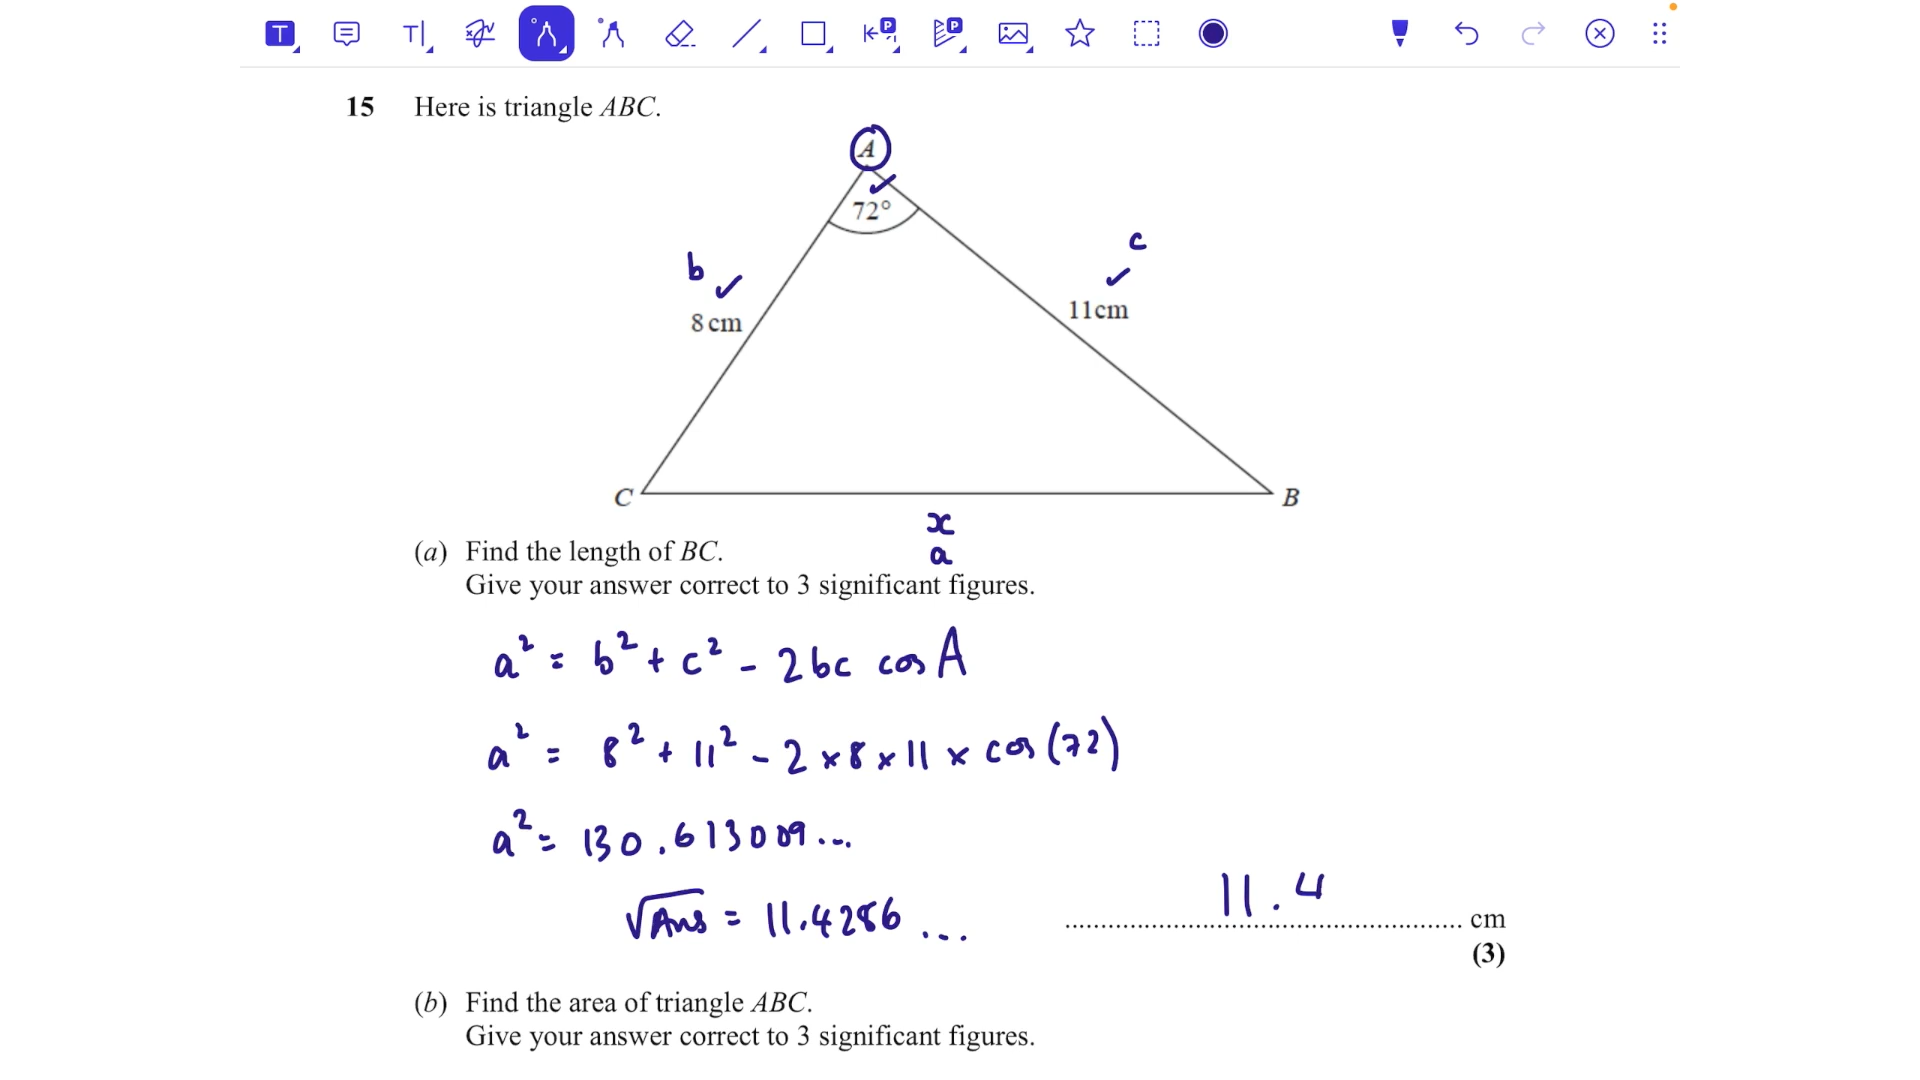 15 Here is triangle ABC.
A
72°
b
c
8 cm
11cm
C
B
x
a
(a) Find the length of BC.
Give your answer correct to 3 significant figures.
a² = b² + c² - 2bc cos A
a² = 8² + 11² - 2 × 8 × 11 × cos (72)
a² = 130.613009...
√Ans = 11.4286...
11.4
cm
(3)
(b) Find the area of triangle ABC.
Give your answer correct to 3 significant figures.